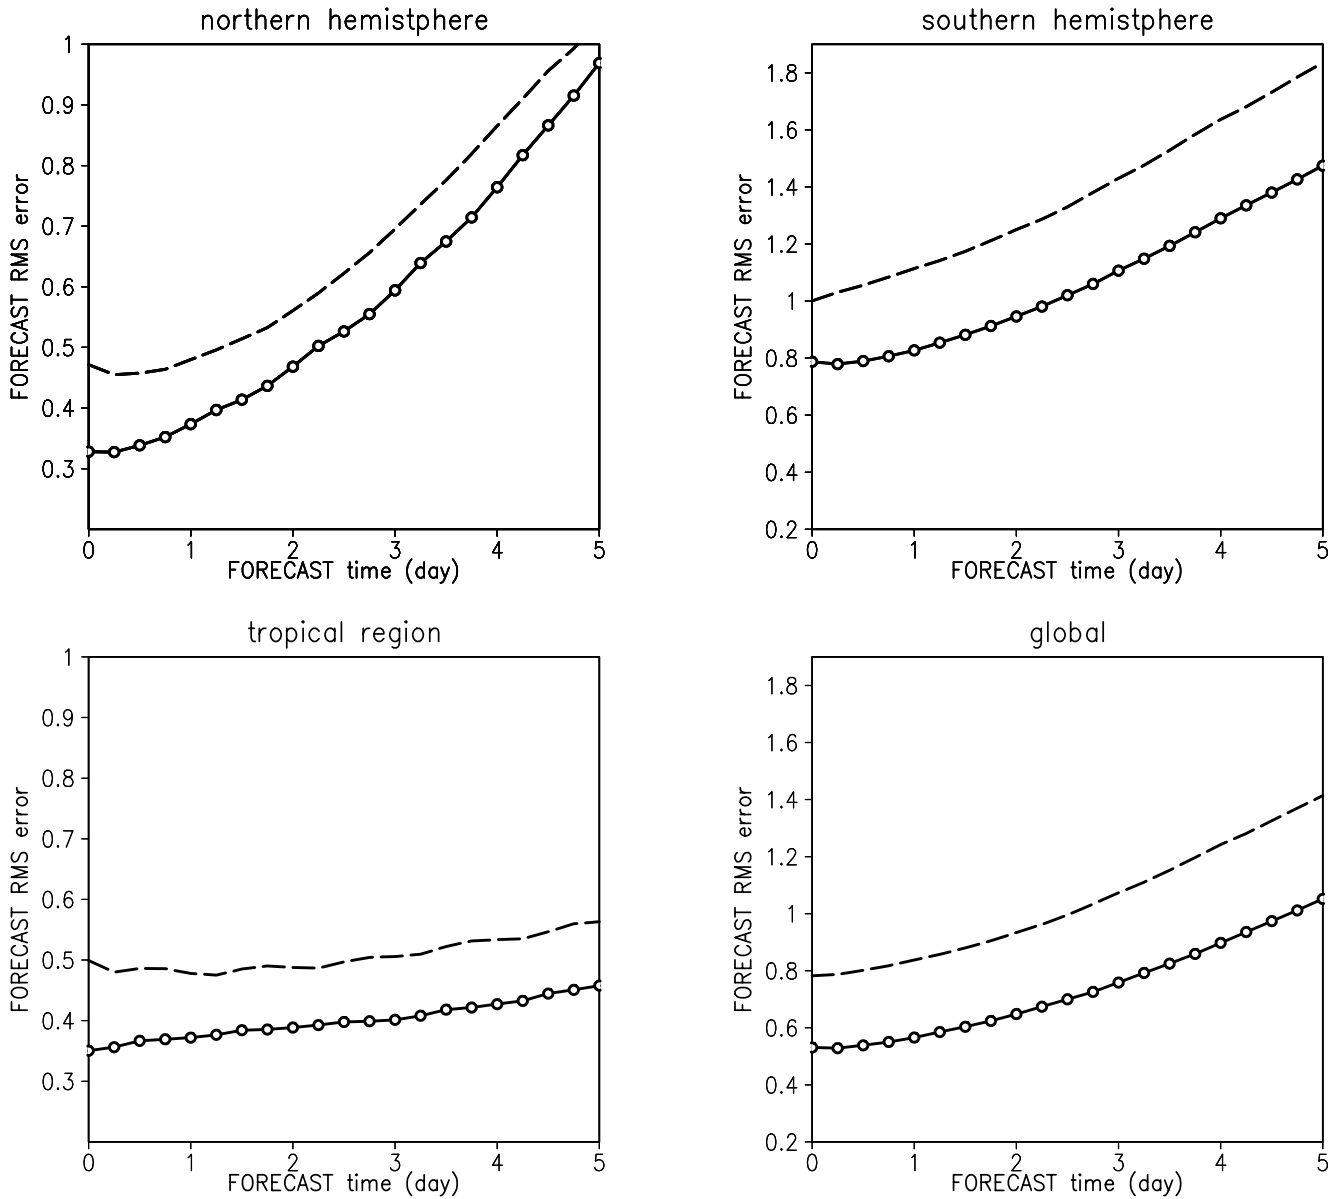 northern hemistphere
FORECAST RMS error
1
0.9
0.8
0.7
0.6
0.5
0.4
0.3
0 1 2 3 4 5
FORECAST time (day)
southern hemistphere
FORECAST RMS error
1.8
1.6
1.4
1.2
1
0.8
0.6
0.4
0.2
0 1 2 3 4 5
FORECAST time (day)
tropical region
FORECAST RMS error
1
0.9
0.8
0.7
0.6
0.5
0.4
0.3
0 1 2 3 4 5
FORECAST time (day)
global
FORECAST RMS error
1.8
1.6
1.4
1.2
1
0.8
0.6
0.4
0.2
0 1 2 3 4 5
FORECAST time (day)